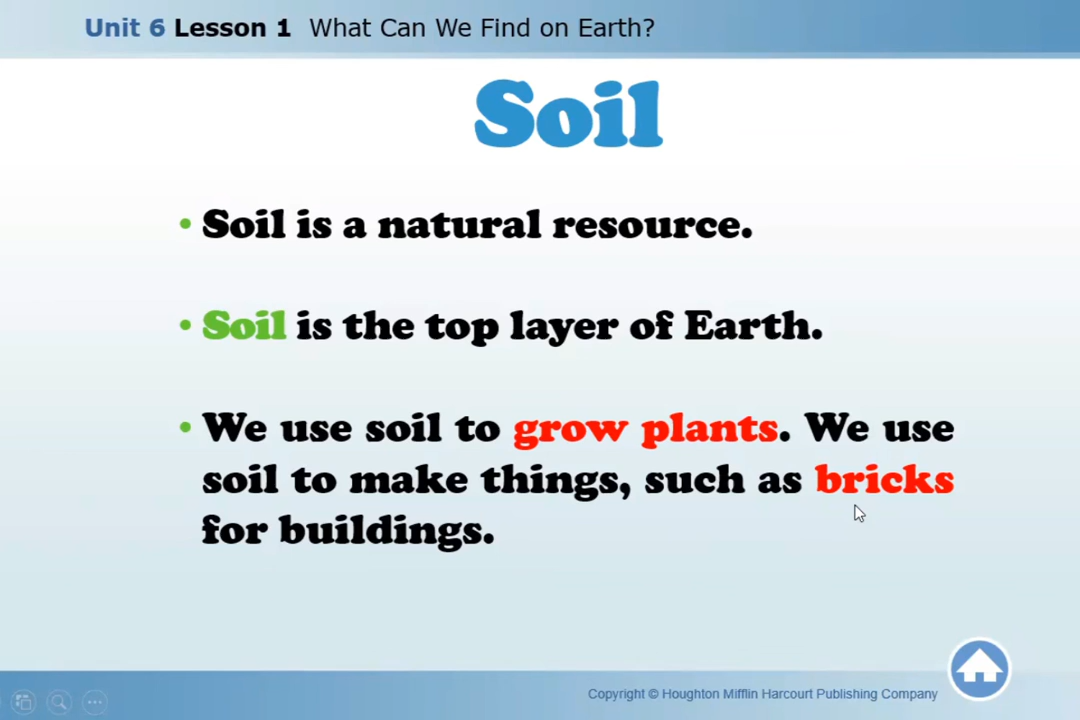 Unit 6 Lesson 1 What Can We Find on Earth?
Soil
• Soil is a natural resource.
• Soil is the top layer of Earth.
• We use soil to grow plants. We use
soil to make things, such as bricks
for buildings.
Copyright © Houghton Mifflin Harcourt Publishing Company